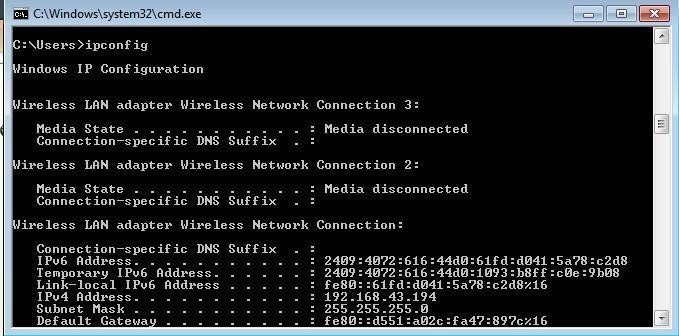 C:\Windows\system32\cmd.exe
C:\Users>ipconfig
Windows IP Configuration
Wireless LAN adapter Wireless Network Connection 3:
Media State . . . . . . . . . . . : Media disconnected
Connection-specific DNS Suffix  . :
Wireless LAN adapter Wireless Network Connection 2:
Media State . . . . . . . . . . . : Media disconnected
Connection-specific DNS Suffix  . :
Wireless LAN adapter Wireless Network Connection:
Connection-specific DNS Suffix  . :
IPv6 Address. . . . . . . . . . . : 2409:4072:616:44d0:61fd:d041:5a78:c2d8
Temporary IPv6 Address. . . . . . : 2409:4072:616:44d0:1093:b8ff:c0e:9b08
Link-local IPv6 Address . . . . . : fe80::61fd:d041:5a78:c2d8%16
IPv4 Address. . . . . . . . . . . : 192.168.43.194
Subnet Mask . . . . . . . . . . . : 255.255.255.0
Default Gateway . . . . . . . . . : fe80::d551:a02c:fa47:897c%16